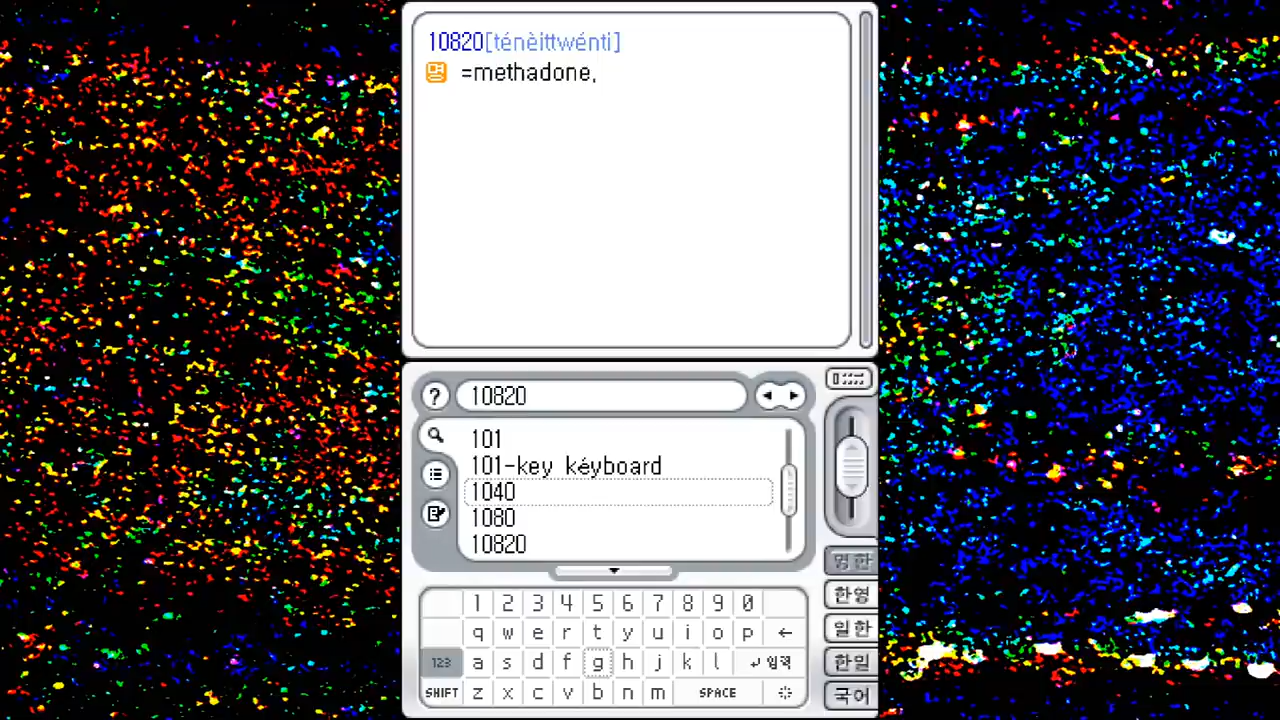 10820[ténèittwénti]
=methadone,
? 10820
101
101-key kéyboard
1040
1080
10820
1 2 3 4 5 6 7 8 9 0
q w e r t y u i o p ←
123 a s d f g h j k l ↵ 입력
SHIFT z x c v b n m SPACE
영한
한영
일한
한일
국어